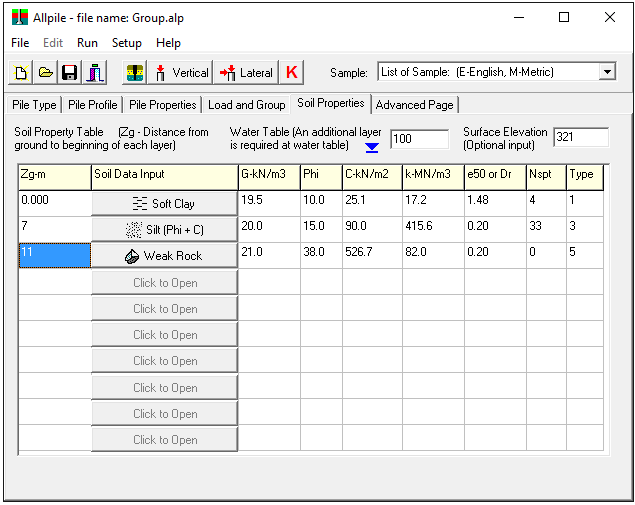 Allpile - file name: Group.alp
File Edit Run Setup Help
Vertical Lateral K Sample: List of Sample: (E-English, M-Metric)
Pile Type Pile Profile Pile Properties Load and Group Soil Properties Advanced Page
Soil Property Table (Zg - Distance from ground to beginning of each layer)
Water Table (An additional layer is required at water table) 100
Surface Elevation (Optional input) 321
Zg-m Soil Data Input G-kN/m3 Phi C-kN/m2 k-MN/m3 e50 or Dr Nspt Type
0.000 Soft Clay 19.5 10.0 25.1 17.2 1.48 4 1
7 Silt (Phi + C) 20.0 15.0 90.0 415.6 0.20 33 3
11 Weak Rock 21.0 38.0 526.7 82.0 0.20 0 5
Click to Open
Click to Open
Click to Open
Click to Open
Click to Open
Click to Open
Click to Open